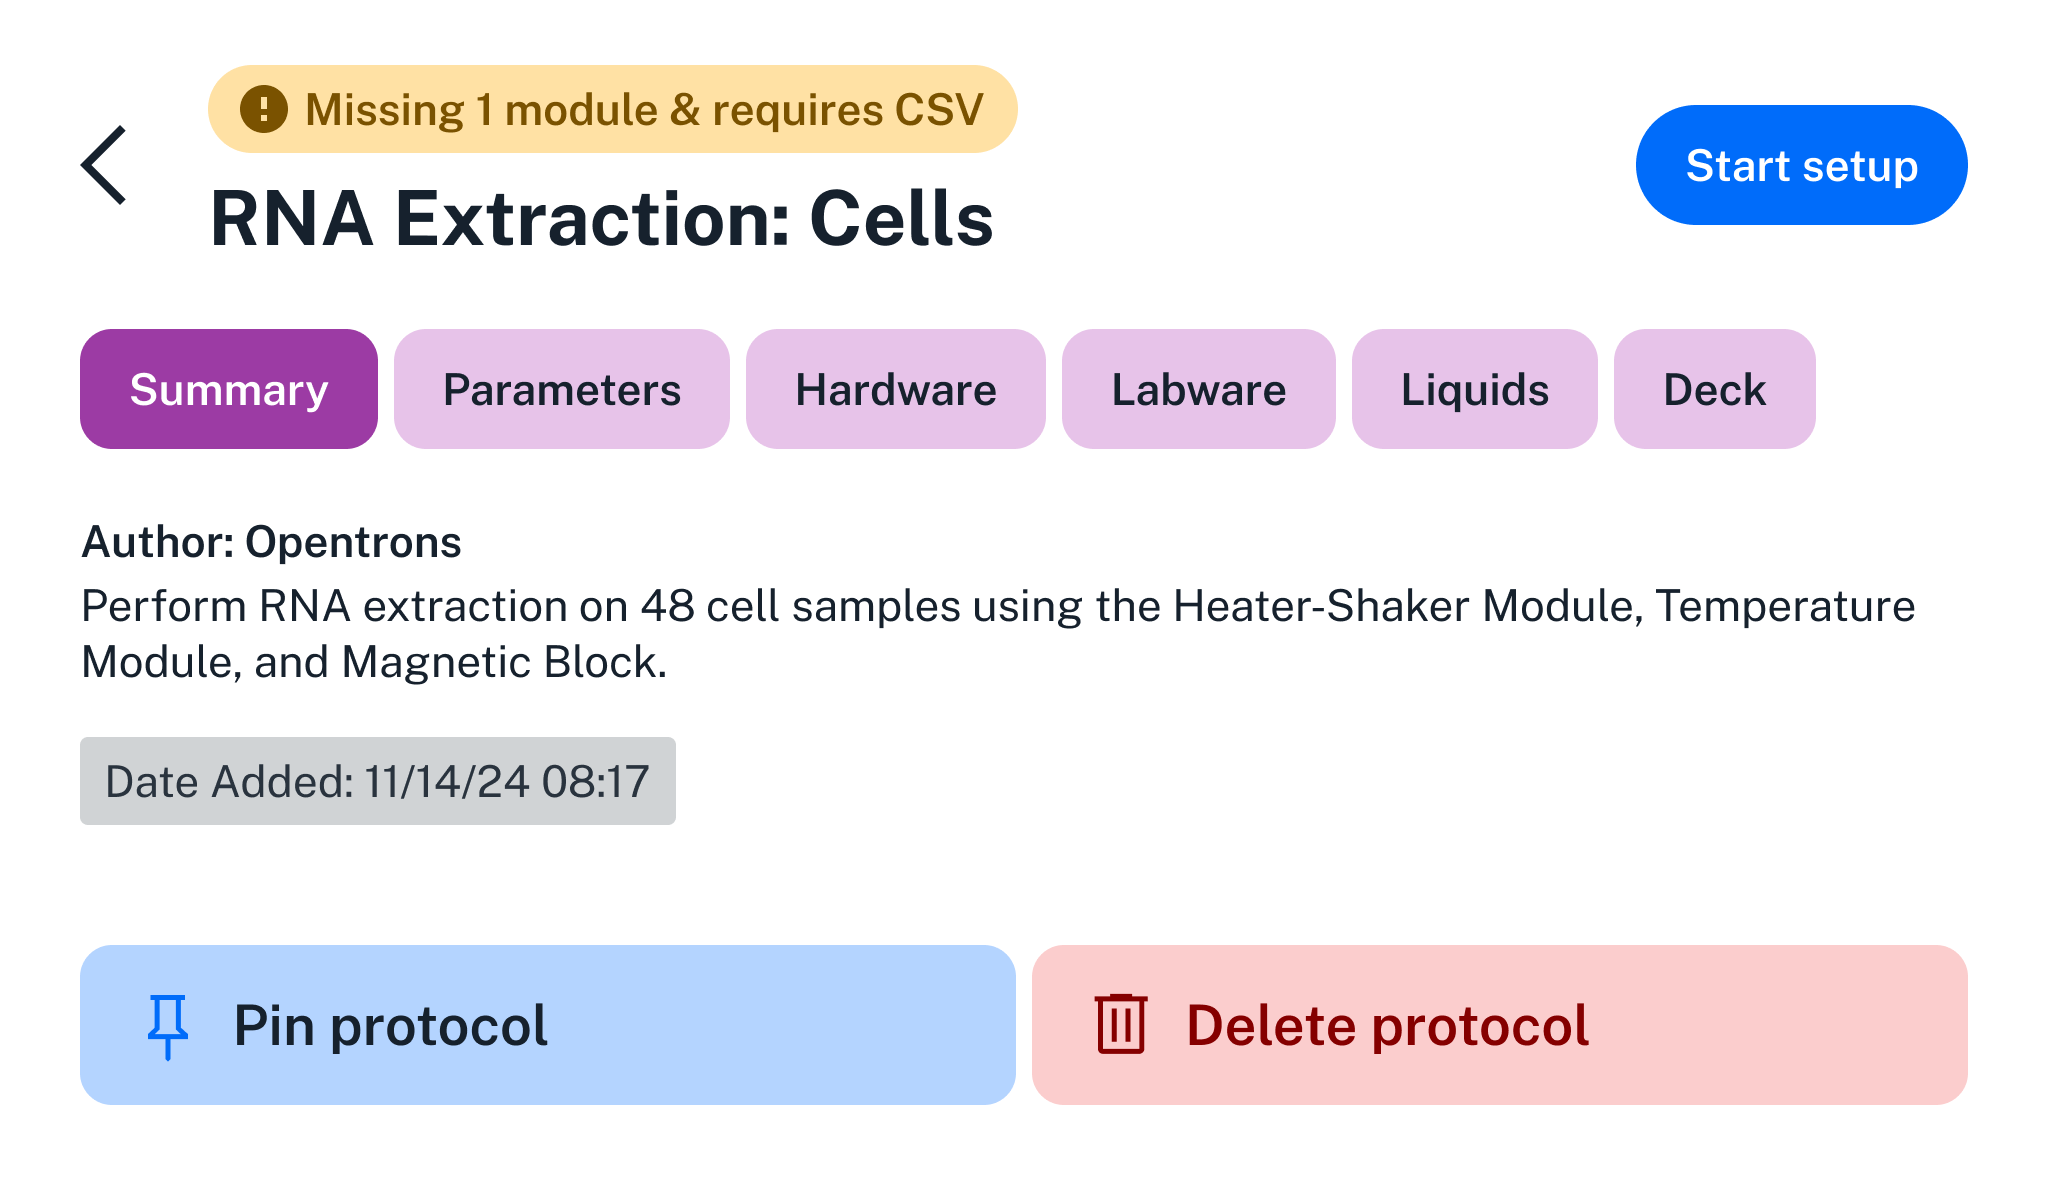 Missing 1 module & requires CSV
RNA Extraction: Cells
Start setup
Summary
Parameters
Hardware
Labware
Liquids
Deck
Author: Opentrons
Perform RNA extraction on 48 cell samples using the Heater-Shaker Module, Temperature
Module, and Magnetic Block.
Date Added: 11/14/24 08:17
Pin protocol
Delete protocol